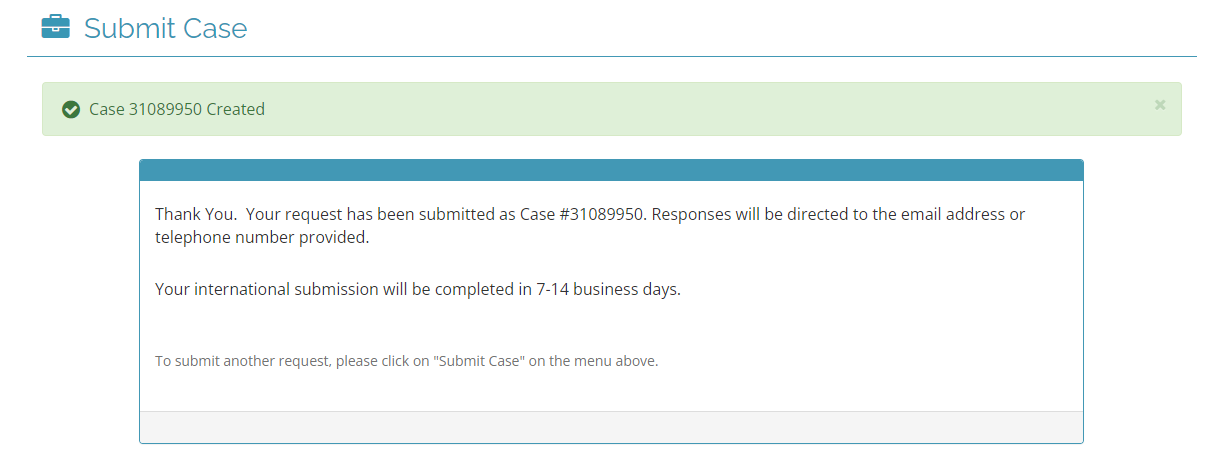 Submit Case
Case 31089950 Created
×
Thank You.  Your request has been submitted as Case #31089950. Responses will be directed to the email address or
telephone number provided.
Your international submission will be completed in 7-14 business days.
To submit another request, please click on "Submit Case" on the menu above.